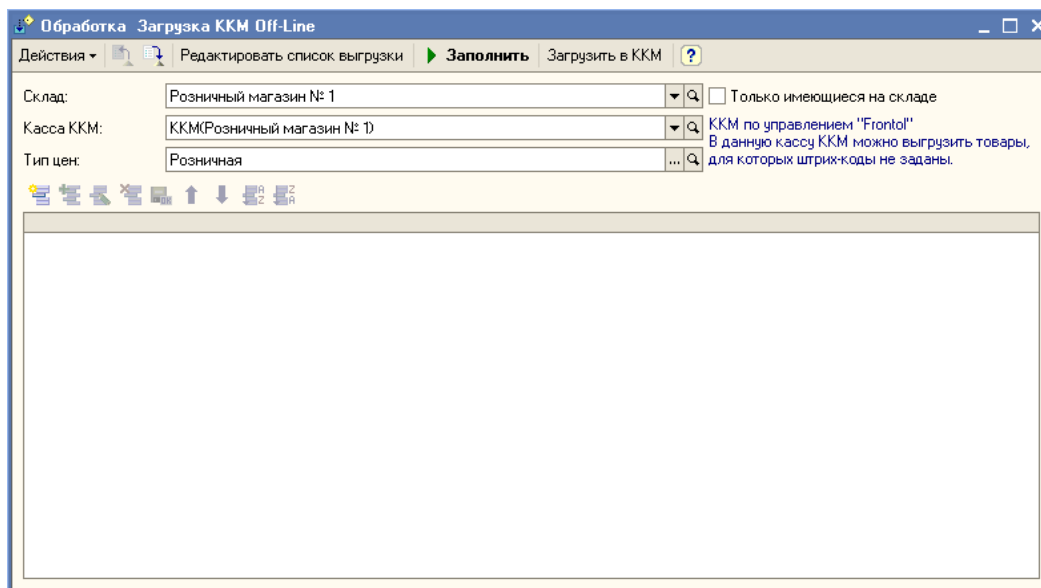 Обработка Загрузка ККМ Off-Line
Действия Редактировать список выгрузки Заполнить Загрузить в ККМ ?
Склад: Розничный магазин № 1 Только имеющиеся на складе
Касса ККМ: ККМ(Розничный магазин № 1) ККМ по управлением "Frontol"
В данную кассу ККМ можно выгрузить товары,
Тип цен: Розничная ... для которых штрих-коды не заданы.